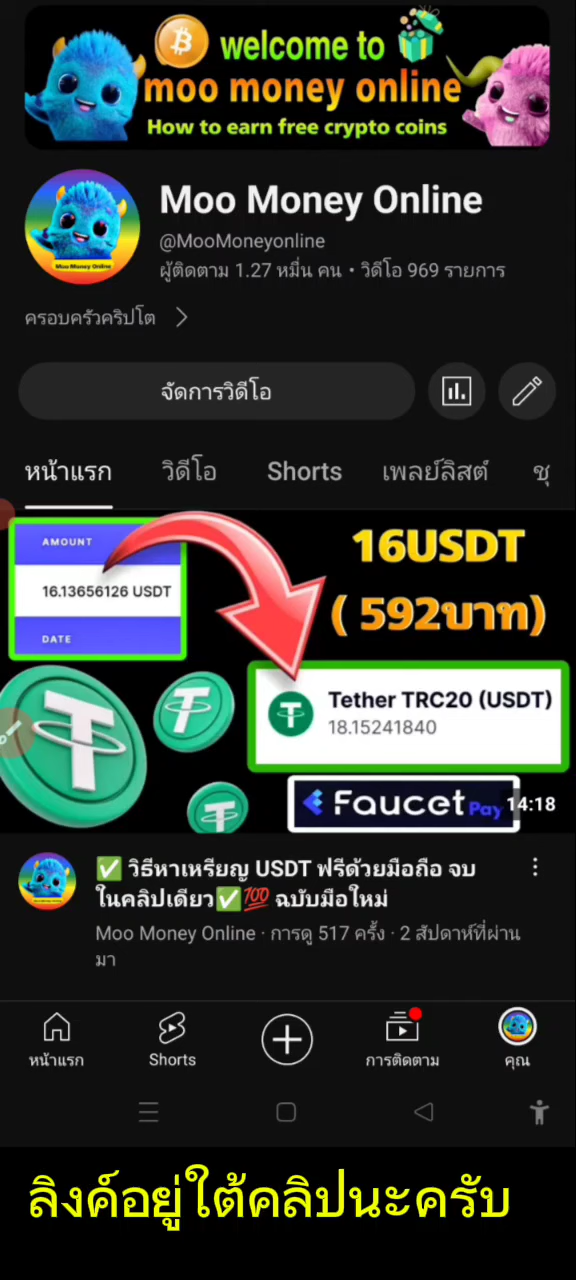 welcome to
moo money online
How to earn free crypto coins
Moo Money Online
Moo Money Online
@MooMoneyonline
ผู้ติดตาม 1.27 หมื่น คน • วิดีโอ 969 รายการ
ครอบครัวคริปโต
จัดการวิดีโอ
หน้าแรก วิดีโอ Shorts เพลย์ลิสต์ ชุ
AMOUNT
16.13656126 USDT
DATE
16USDT
( 592บาท)
Tether TRC20 (USDT)
18.15241840
FaucetPay
14:18
✅ วิธีหาเหรียญ USDT ฟรีด้วยมือถือ จบ
ในคลิปเดียว✅💯 ฉบับมือใหม่
Moo Money Online · การดู 517 ครั้ง · 2 สัปดาห์ที่ผ่าน
มา
หน้าแรก Shorts การติดตาม คุณ
ลิงค์อยู่ใต้คลิปนะครับ